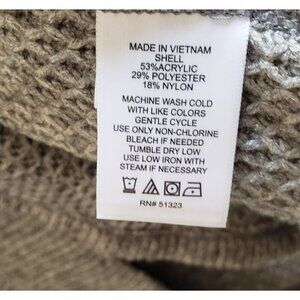 MADE IN VIETNAM
SHELL
53%ACRYLIC
29% POLYESTER
18% NYLON
MACHINE WASH COLD
WITH LIKE COLORS
GENTLE CYCLE
USE ONLY NON-CHLORINE
BLEACH IF NEEDED
TUMBLE DRY LOW
USE LOW IRON WITH
STEAM IF NECESSARY
RN# 51323